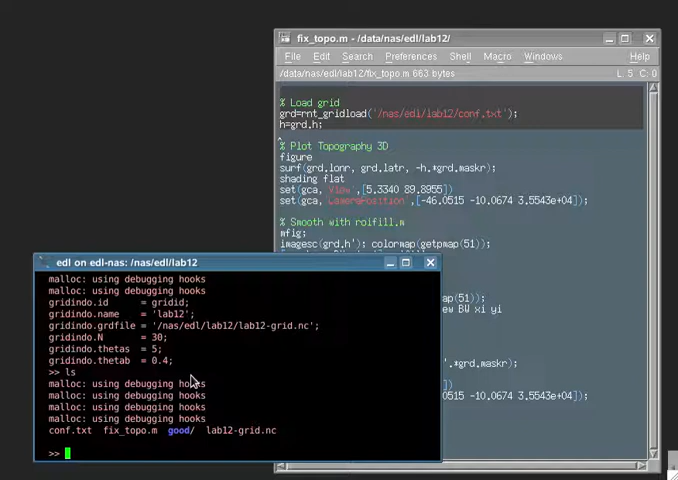 fix_topo.m - /data/nas/edl/lab12/
File Edit Search Preferences Shell Macro Windows Help
/data/nas/edl/lab12/fix_topo.m 663 bytes L: 5 C: 0
% Load grid
grd=rnt_gridload('/nas/edl/lab12/conf.txt');
h=grd.h;
% Plot Topography 3D
figure
surf(grd.lonr, grd.latr, -h.*grd.maskr);
shading flat
set(gca, 'View',[5.3340 89.8955])
set(gca, 'CameraPosition',[-46.0515 -10.0674 3.5543e+04]);
% Smooth with roifill.m
mfig;
imagesc(grd.h'); colormap(getpmap(51));
map(51));
ew BW xi yi
'.*grd.maskr);
])
5 -10.0674 3.5543e+04]);
edl on edl-nas: /nas/edl/lab12
malloc: using debugging hooks
malloc: using debugging hooks
gridindo.id = gridid;
gridindo.name = 'lab12';
gridindo.grdfile = '/nas/edl/lab12/lab12-grid.nc';
gridindo.N = 30;
gridindo.thetas = 5;
gridindo.thetab = 0.4;
>> ls
malloc: using debugging hooks
malloc: using debugging hooks
malloc: using debugging hooks
malloc: using debugging hooks
conf.txt fix_topo.m good/ lab12-grid.nc
>>